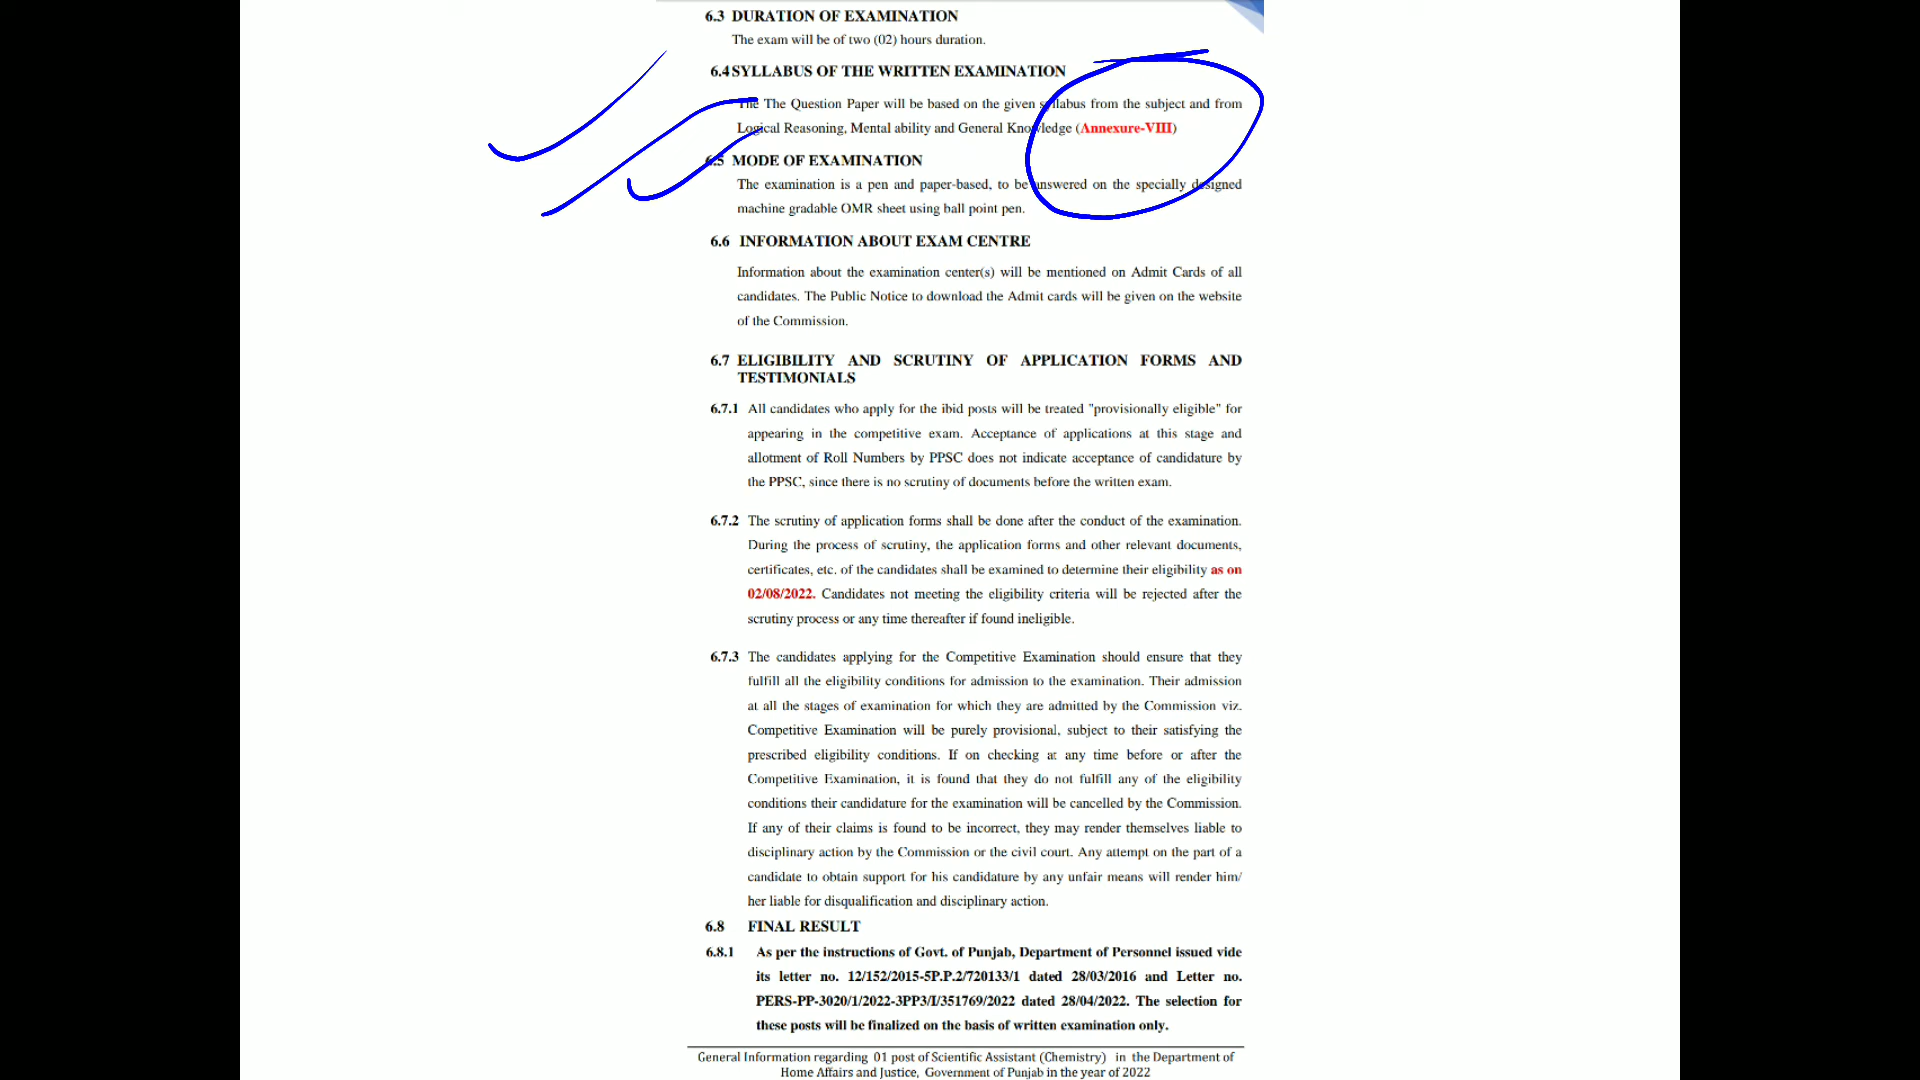 6.3 DURATION OF EXAMINATION
The exam will be of two (02) hours duration.
6.4 SYLLABUS OF THE WRITTEN EXAMINATION
The The Question Paper will be based on the given syllabus from the subject and from
Logical Reasoning, Mental ability and General Knowledge (Annexure-VIII)
6.5 MODE OF EXAMINATION
The examination is a pen and paper-based, to be answered on the specially designed
machine gradable OMR sheet using ball point pen.
6.6 INFORMATION ABOUT EXAM CENTRE
Information about the examination center(s) will be mentioned on Admit Cards of all
candidates. The Public Notice to download the Admit cards will be given on the website
of the Commission.
6.7 ELIGIBILITY AND SCRUTINY OF APPLICATION FORMS AND
TESTIMONIALS
6.7.1 All candidates who apply for the ibid posts will be treated "provisionally eligible" for
appearing in the competitive exam. Acceptance of applications at this stage and
allotment of Roll Numbers by PPSC does not indicate acceptance of candidature by
the PPSC, since there is no scrutiny of documents before the written exam.
6.7.2 The scrutiny of application forms shall be done after the conduct of the examination.
During the process of scrutiny, the application forms and other relevant documents,
certificates, etc. of the candidates shall be examined to determine their eligibility as on
02/08/2022. Candidates not meeting the eligibility criteria will be rejected after the
scrutiny process or any time thereafter if found ineligible.
6.7.3 The candidates applying for the Competitive Examination should ensure that they
fulfill all the eligibility conditions for admission to the examination. Their admission
at all the stages of examination for which they are admitted by the Commission viz.
Competitive Examination will be purely provisional, subject to their satisfying the
prescribed eligibility conditions. If on checking at any time before or after the
Competitive Examination, it is found that they do not fulfill any of the eligibility
conditions their candidature for the examination will be cancelled by the Commission.
If any of their claims is found to be incorrect, they may render themselves liable to
disciplinary action by the Commission or the civil court. Any attempt on the part of a
candidate to obtain support for his candidature by any unfair means will render him/
her liable for disqualification and disciplinary action.
6.8 FINAL RESULT
6.8.1 As per the instructions of Govt. of Punjab, Department of Personnel issued vide
its letter no. 12/152/2015-5P.P.2/720133/1 dated 28/03/2016 and Letter no.
PERS-PP-3020/1/2022-3PP3/I/351769/2022 dated 28/04/2022. The selection for
these posts will be finalized on the basis of written examination only.
General Information regarding 01 post of Scientific Assistant (Chemistry) in the Department of
Home Affairs and Justice, Government of Punjab in the year of 2022